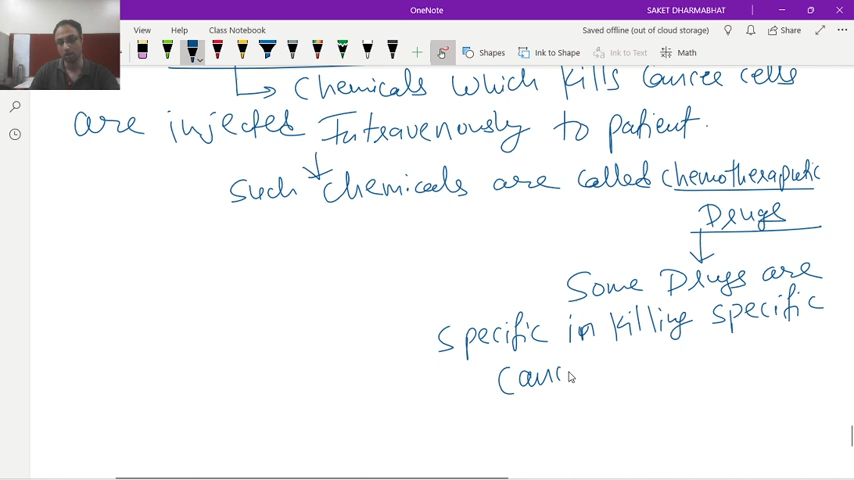 OneNote
SAKET DHARMABHAT
View Help Class Notebook
Saved offline (out of cloud storage)
Share
Shapes
Ink to Shape
Ink to Text
Math
Chemicals which kills Cancer cells
are injected Intravenously to patient.
Such Chemicals are called Chemotheraputic
Drugs
Some Drugs are
specific in killing specific
Canc